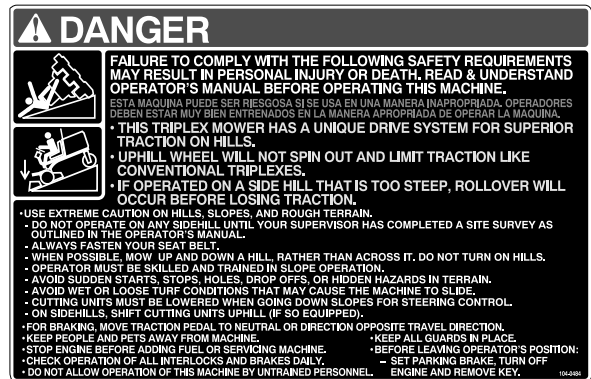 DANGER
FAILURE TO COMPLY WITH THE FOLLOWING SAFETY REQUIREMENTS
MAY RESULT IN PERSONAL INJURY OR DEATH. READ & UNDERSTAND
OPERATOR'S MANUAL BEFORE OPERATING THIS MACHINE.
ESTA MAQUINA PUEDE SER RIESGOSA SI SE USA EN UNA MANERA INAPROPRIADA. OPERADORES
DEBEN ESTAR MUY BIEN ENTRENADOS EN LA MANERA APROPRIADA DE OPERAR LA MAQUINA.
• THIS TRIPLEX MOWER HAS A UNIQUE DRIVE SYSTEM FOR SUPERIOR
TRACTION ON HILLS.
• UPHILL WHEEL WILL NOT SPIN OUT AND LIMIT TRACTION LIKE
CONVENTIONAL TRIPLEXES.
• IF OPERATED ON A SIDE HILL THAT IS TOO STEEP, ROLLOVER WILL
OCCUR BEFORE LOSING TRACTION.
•USE EXTREME CAUTION ON HILLS, SLOPES, AND ROUGH TERRAIN.
- DO NOT OPERATE ON ANY SIDEHILL UNTIL YOUR SUPERVISOR HAS COMPLETED A SITE SURVEY AS
OUTLINED IN THE OPERATOR'S MANUAL.
- ALWAYS FASTEN YOUR SEAT BELT.
- WHEN POSSIBLE, MOW UP AND DOWN A HILL, RATHER THAN ACROSS IT. DO NOT TURN ON HILLS.
- OPERATOR MUST BE SKILLED AND TRAINED IN SLOPE OPERATION.
- AVOID SUDDEN STARTS, STOPS, HOLES, DROP OFFS, OR HIDDEN HAZARDS IN TERRAIN.
- AVOID WET OR LOOSE TURF CONDITIONS THAT MAY CAUSE THE MACHINE TO SLIDE.
- CUTTING UNITS MUST BE LOWERED WHEN GOING DOWN SLOPES FOR STEERING CONTROL.
- ON SIDEHILLS, SHIFT CUTTING UNITS UPHILL (IF SO EQUIPPED).
•FOR BRAKING, MOVE TRACTION PEDAL TO NEUTRAL OR DIRECTION OPPOSITE TRAVEL DIRECTION.
•KEEP PEOPLE AND PETS AWAY FROM MACHINE.
•STOP ENGINE BEFORE ADDING FUEL OR SERVICING MACHINE.
•CHECK OPERATION OF ALL INTERLOCKS AND BRAKES DAILY.
•DO NOT ALLOW OPERATION OF THIS MACHINE BY UNTRAINED PERSONNEL.
•KEEP ALL GUARDS IN PLACE.
•BEFORE LEAVING OPERATOR'S POSITION:
– SET PARKING BRAKE, TURN OFF
ENGINE AND REMOVE KEY.
104-0484